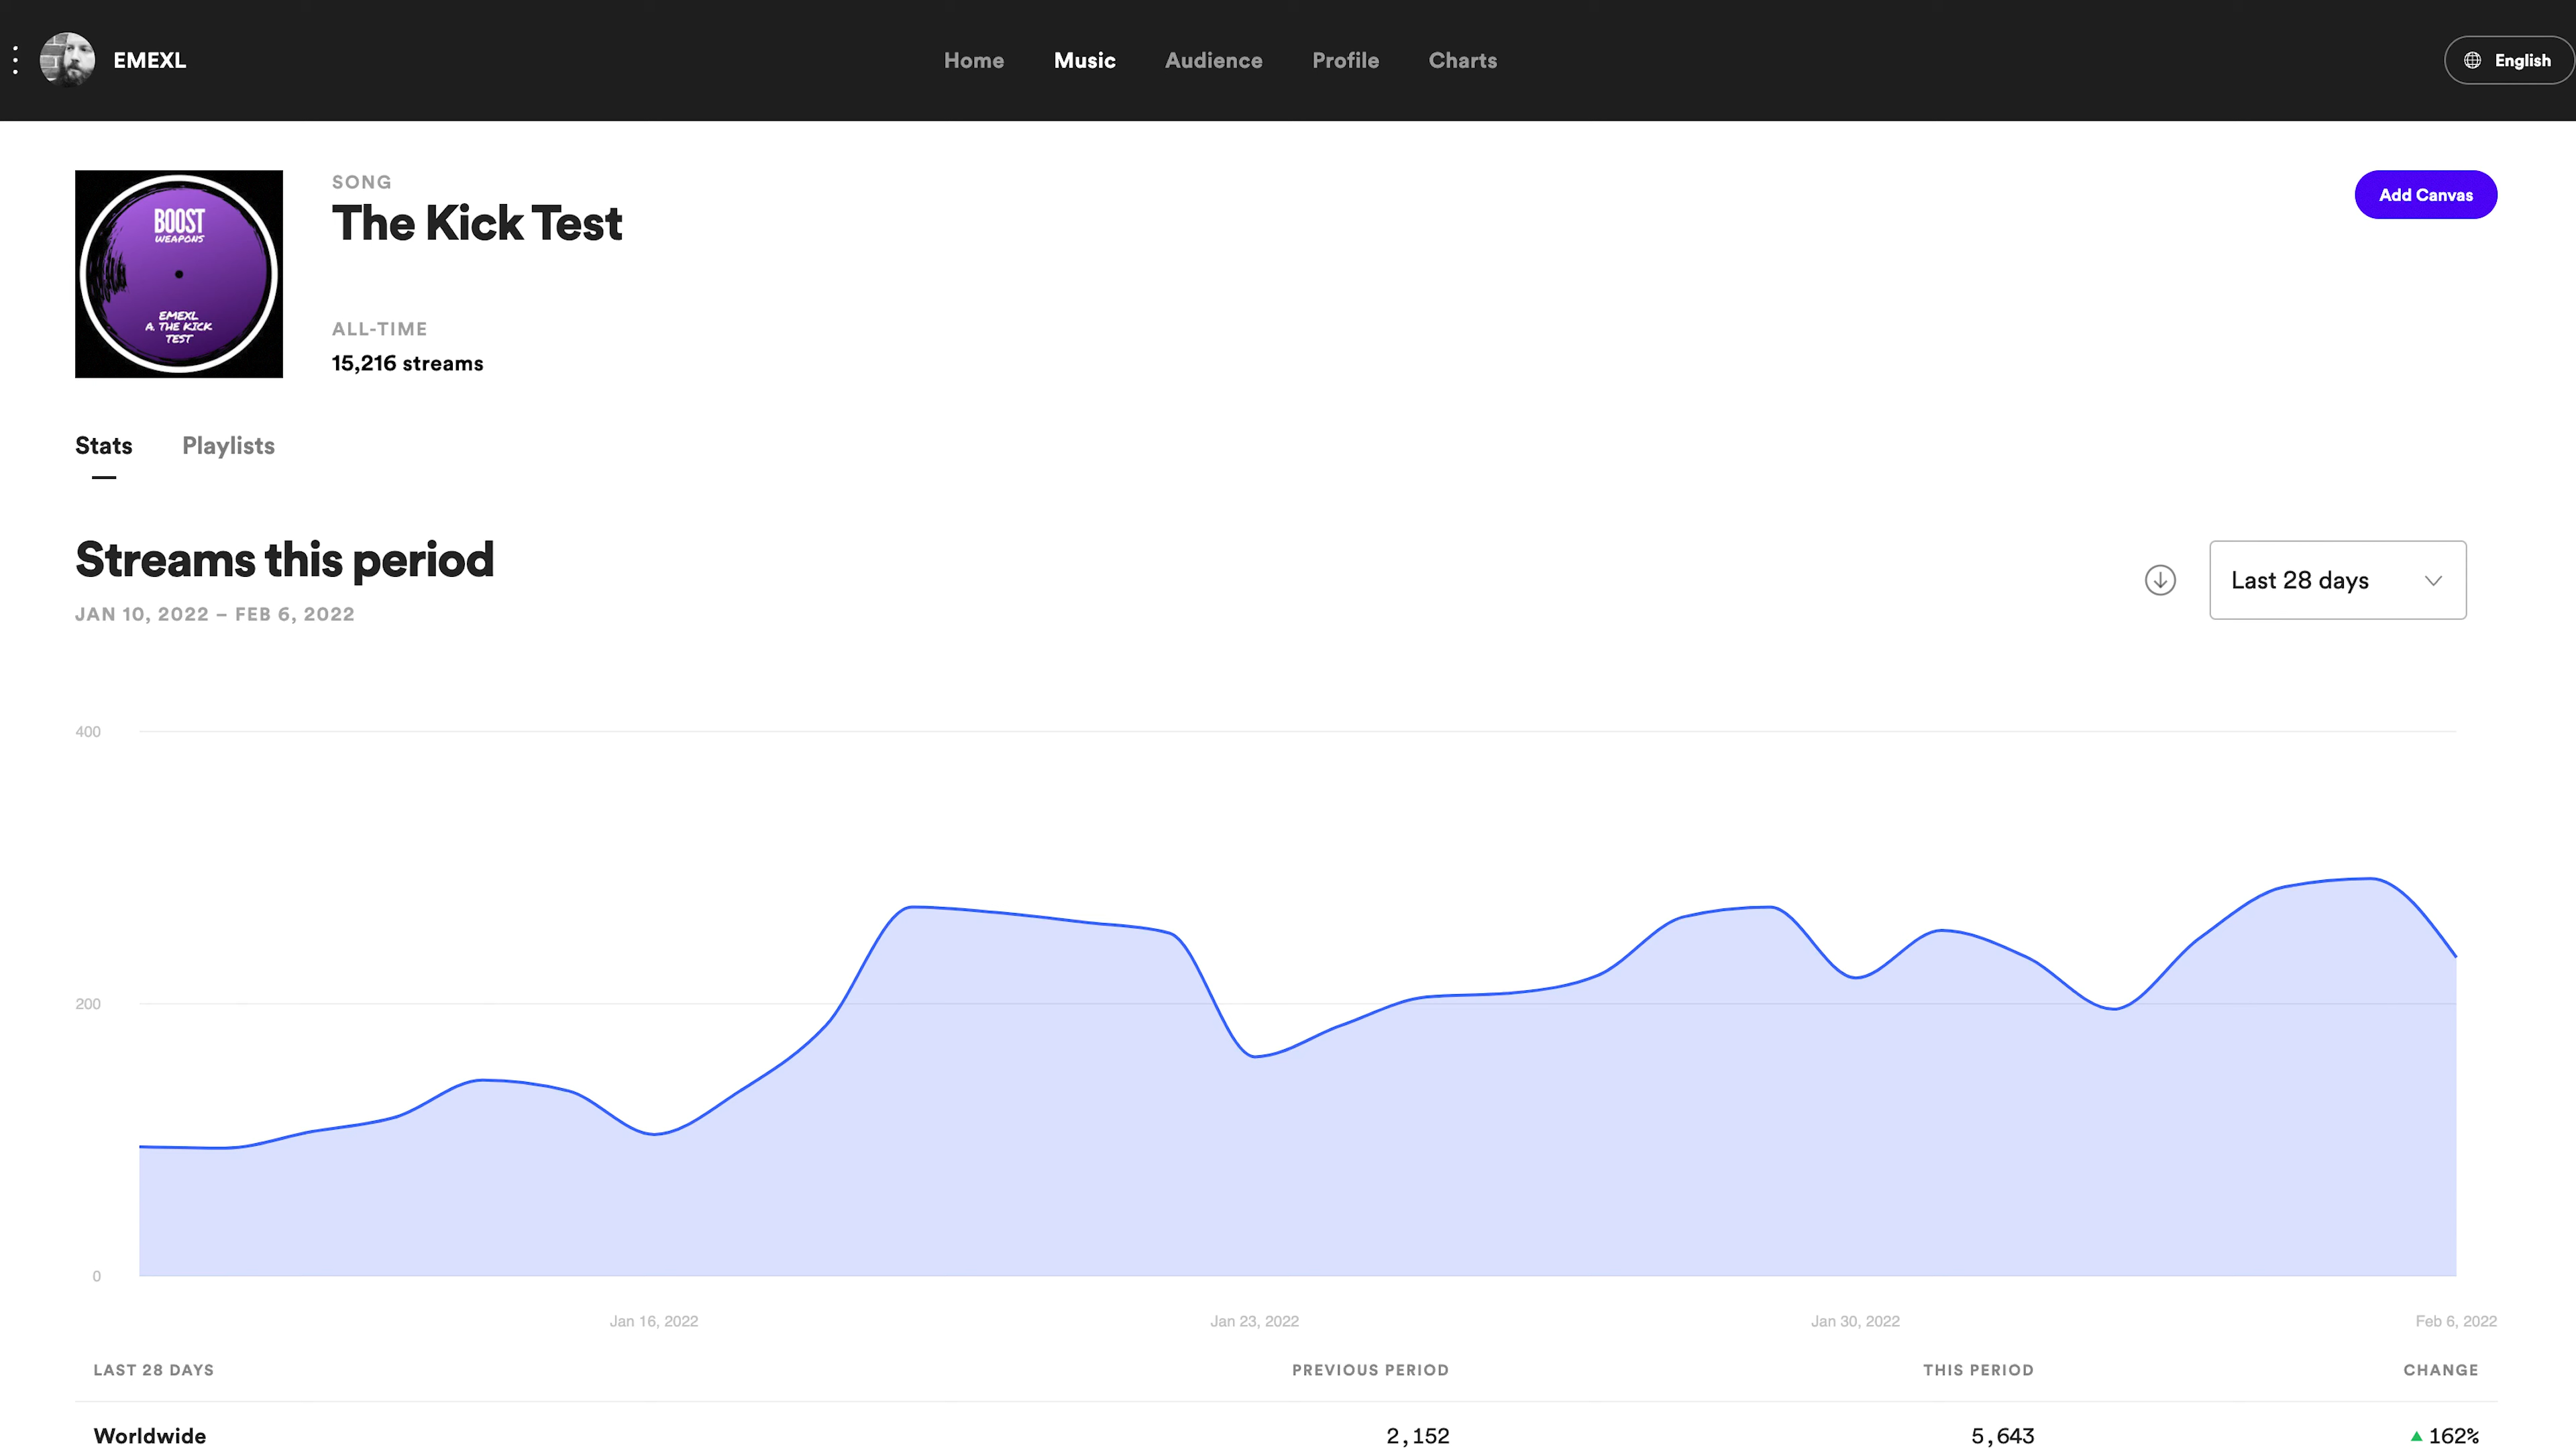 EMEXL
Home Music Audience Profile Charts
English
BOOST
WEAPONS
EMEXL
A. THE KICK
TEST
SONG
The Kick Test
ALL-TIME
15,216 streams
Add Canvas
Stats Playlists
Streams this period
JAN 10, 2022 – FEB 6, 2022
Last 28 days
400
200
0
Jan 16, 2022 Jan 23, 2022 Jan 30, 2022 Feb 6, 2022
LAST 28 DAYS PREVIOUS PERIOD THIS PERIOD CHANGE
Worldwide 2,152 5,643 162%